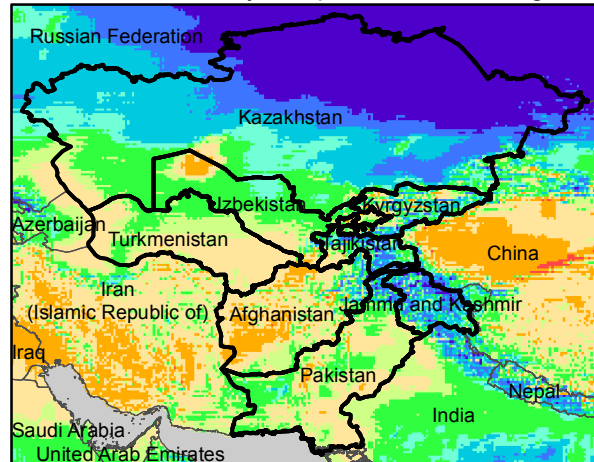 Russian Federation
Kazakhstan
Izbekistan
Kyrgyzstan
Azerbaijan
Turkmenistan
Tajikistan
China
Iran
(Islamic Republic of)
Afghanistan
Jammu and Kashmir
Iraq
Pakistan
Nepal
India
Saudi Arabia
United Arab Emirates